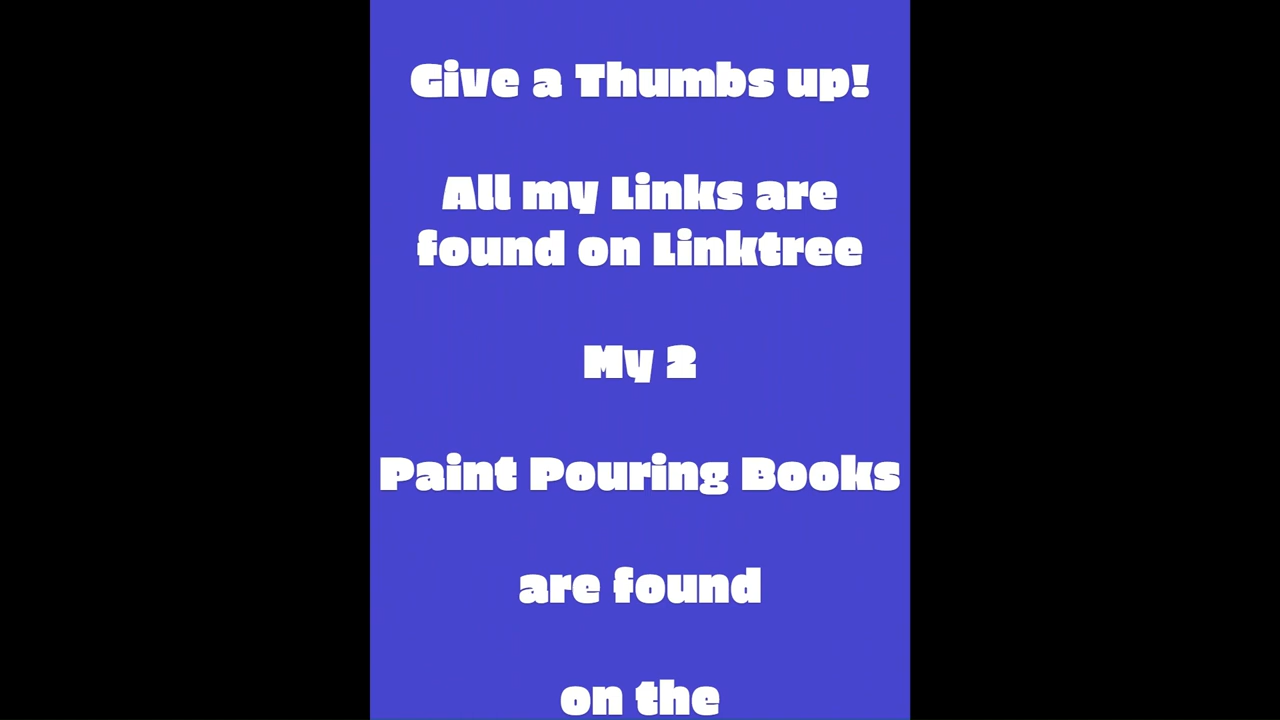 Give a Thumbs up!
All my Links are
found on Linktree
My 2
Paint Pouring Books
are found
on the